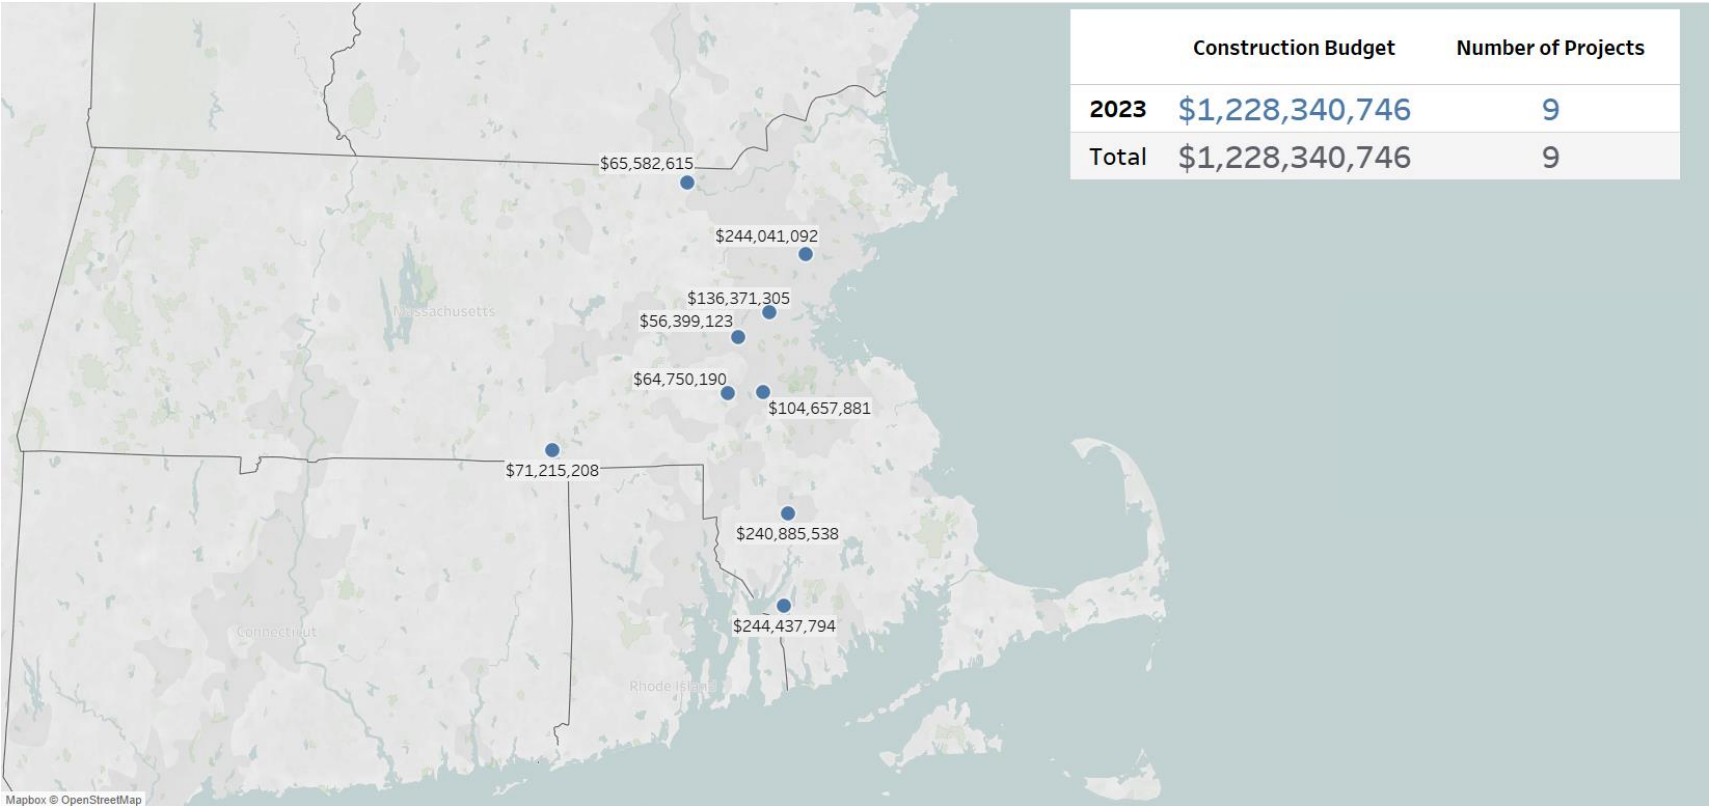 Construction Budget Number of Projects
2023 $1,228,340,746 9
Total $1,228,340,746 9
$65,582,615
$244,041,092
$136,371,305
Massachusetts
$56,399,123
$64,750,190
$104,657,881
$71,215,208
$240,885,538
$244,437,794
Connecticut
Rhode Island
Mapbox © OpenStreetMap